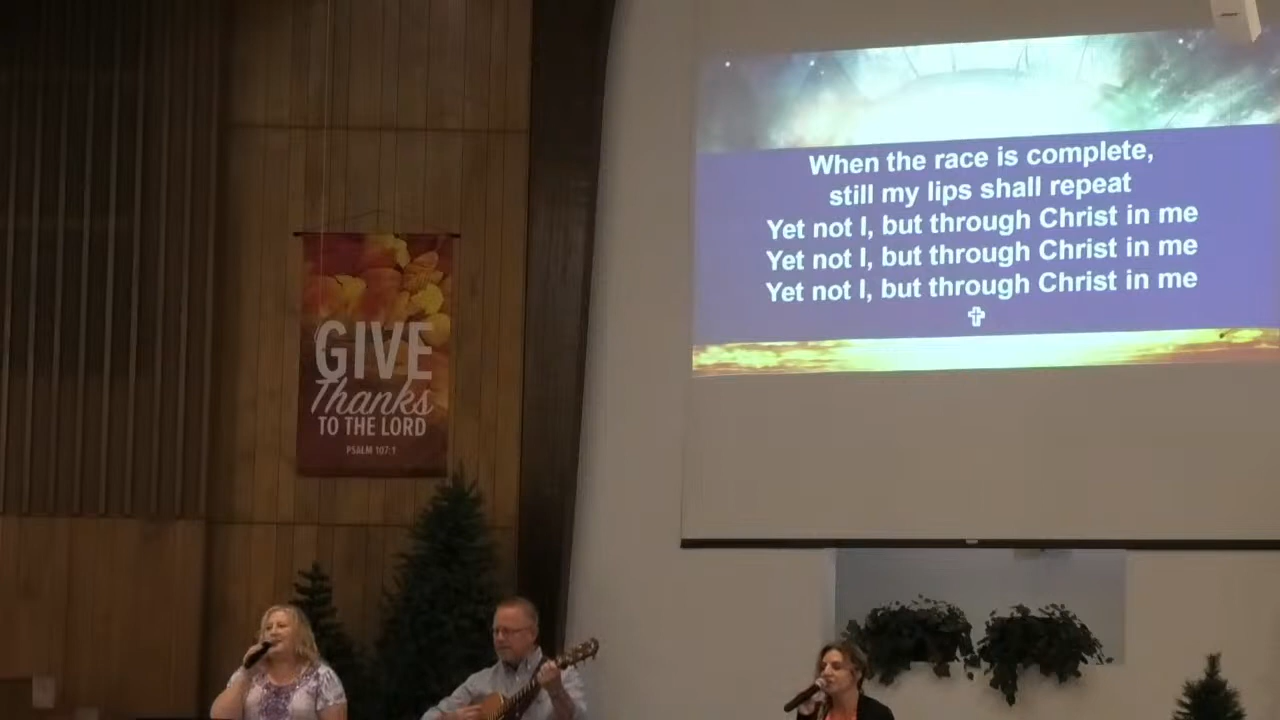 GIVE
Thanks
TO THE LORD
PSALM 107:1
When the race is complete,
still my lips shall repeat
Yet not I, but through Christ in me
Yet not I, but through Christ in me
Yet not I, but through Christ in me